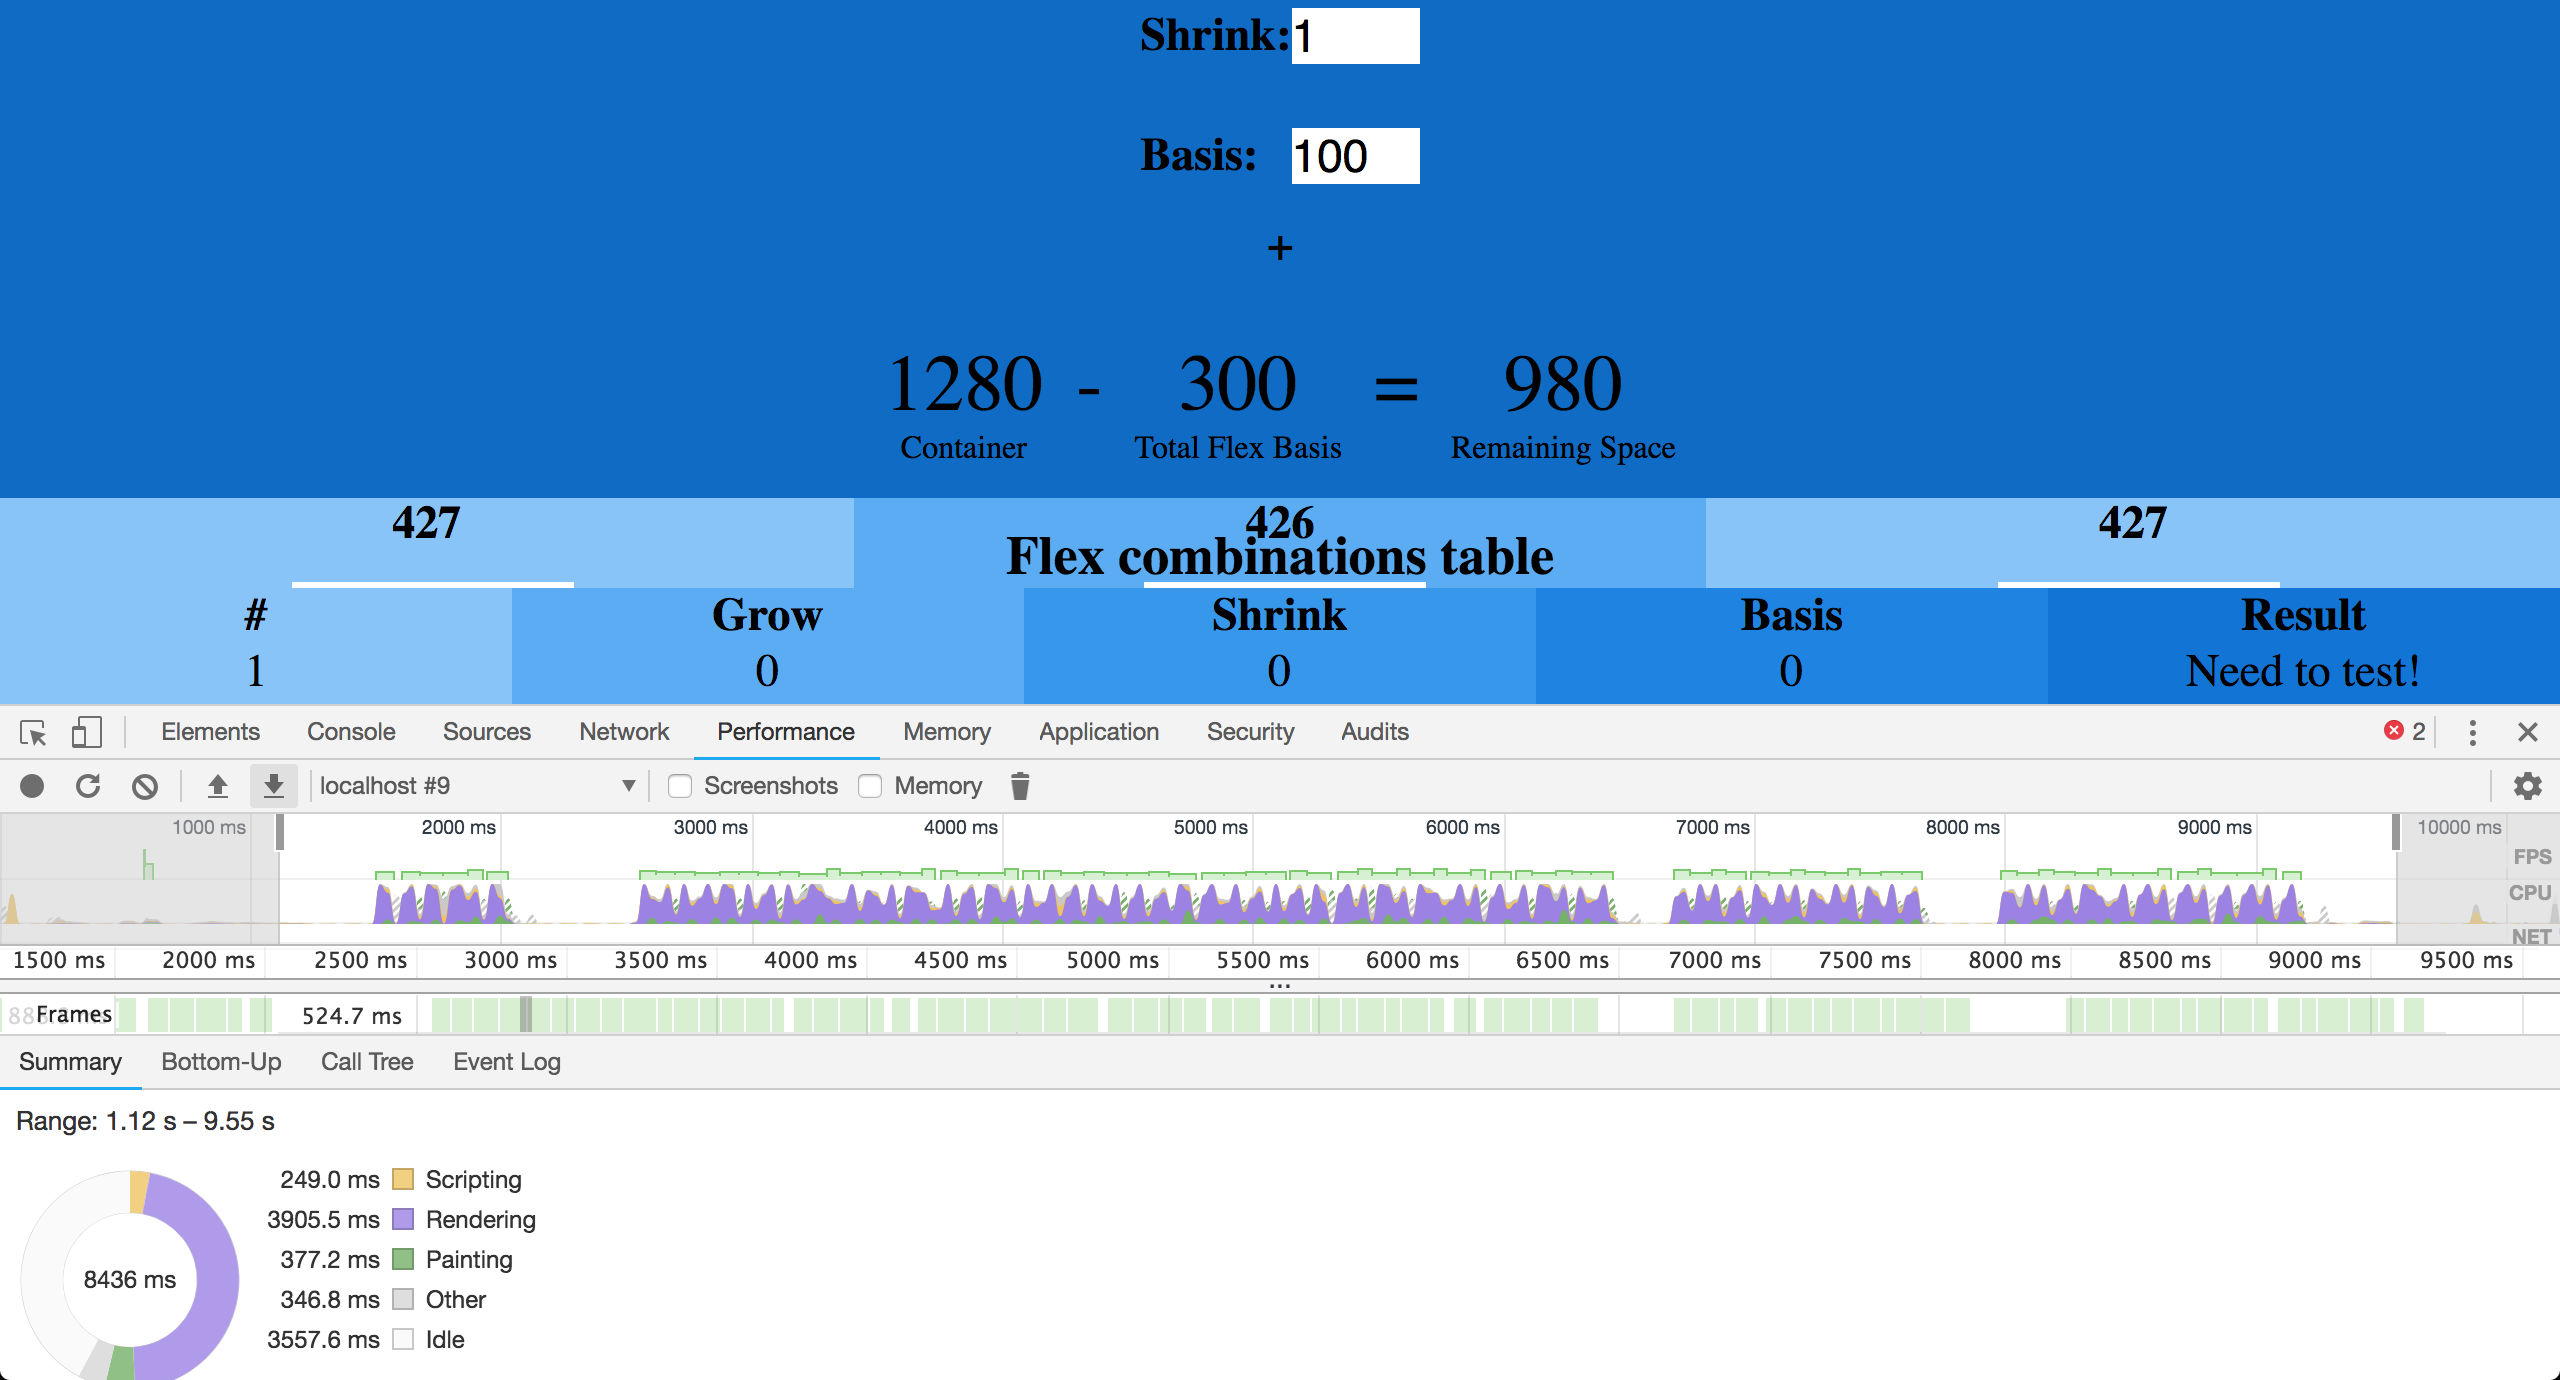 Shrink: 1
Basis: 100
+
1280 - 300 = 980
Container Total Flex Basis Remaining Space
427 426 427
Flex combinations table
# Grow Shrink Basis Result
1 0 0 0 Need to test!
Elements Console Sources Network Performance Memory Application Security Audits 2
localhost #9 Screenshots Memory
1000 ms 2000 ms 3000 ms 4000 ms 5000 ms 6000 ms 7000 ms 8000 ms 9000 ms 10000 ms
FPS
CPU
NET
1500 ms 2000 ms 2500 ms 3000 ms 3500 ms 4000 ms 4500 ms 5000 ms 5500 ms 6000 ms 6500 ms 7000 ms 7500 ms 8000 ms 8500 ms 9000 ms 9500 ms
...
Frames 524.7 ms
Summary Bottom-Up Call Tree Event Log
Range: 1.12 s – 9.55 s
8436 ms
249.0 ms Scripting
3905.5 ms Rendering
377.2 ms Painting
346.8 ms Other
3557.6 ms Idle